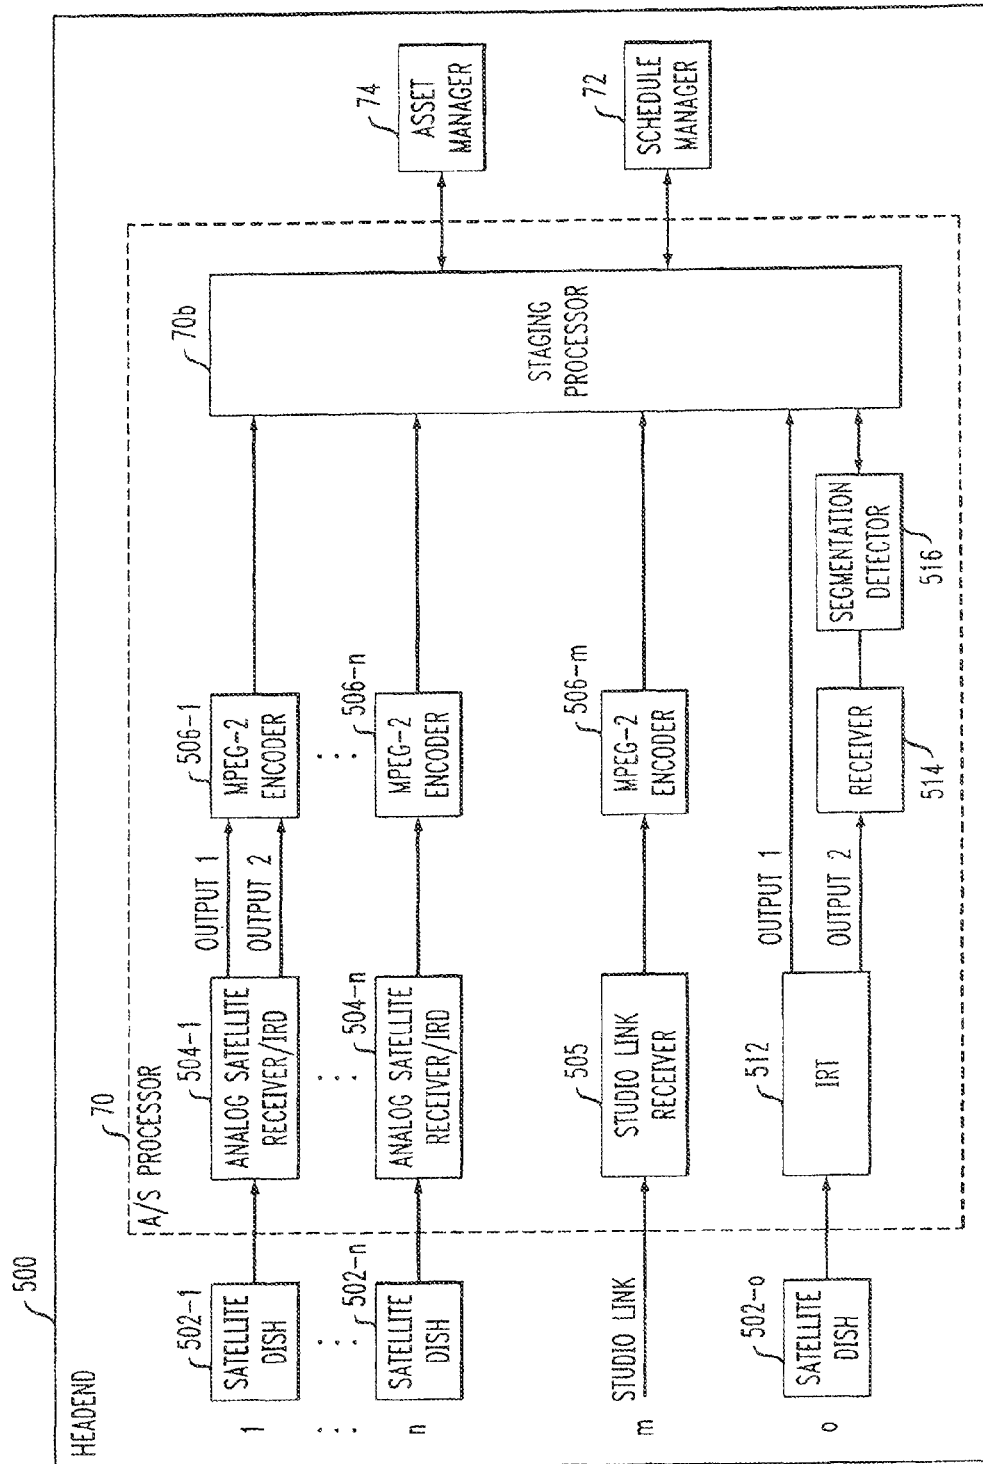 500
HEADEND
70
A/S PROCESSOR
1
502-1
SATELLITE
DISH
504-1
ANALOG SATELLITE
RECEIVER/IRD
OUTPUT 1
OUTPUT 2
506-1
MPEG-2
ENCODER
n
502-n
SATELLITE
DISH
504-n
ANALOG SATELLITE
RECEIVER/IRD
506-n
MPEG-2
ENCODER
m
STUDIO LINK
505
STUDIO LINK
RECEIVER
506-m
MPEG-2
ENCODER
o
502-o
SATELLITE
DISH
512
IRT
OUTPUT 1
OUTPUT 2
RECEIVER
514
SEGMENTATION
DETECTOR
516
70b
STAGING
PROCESSOR
74
ASSET
MANAGER
72
SCHEDULE
MANAGER